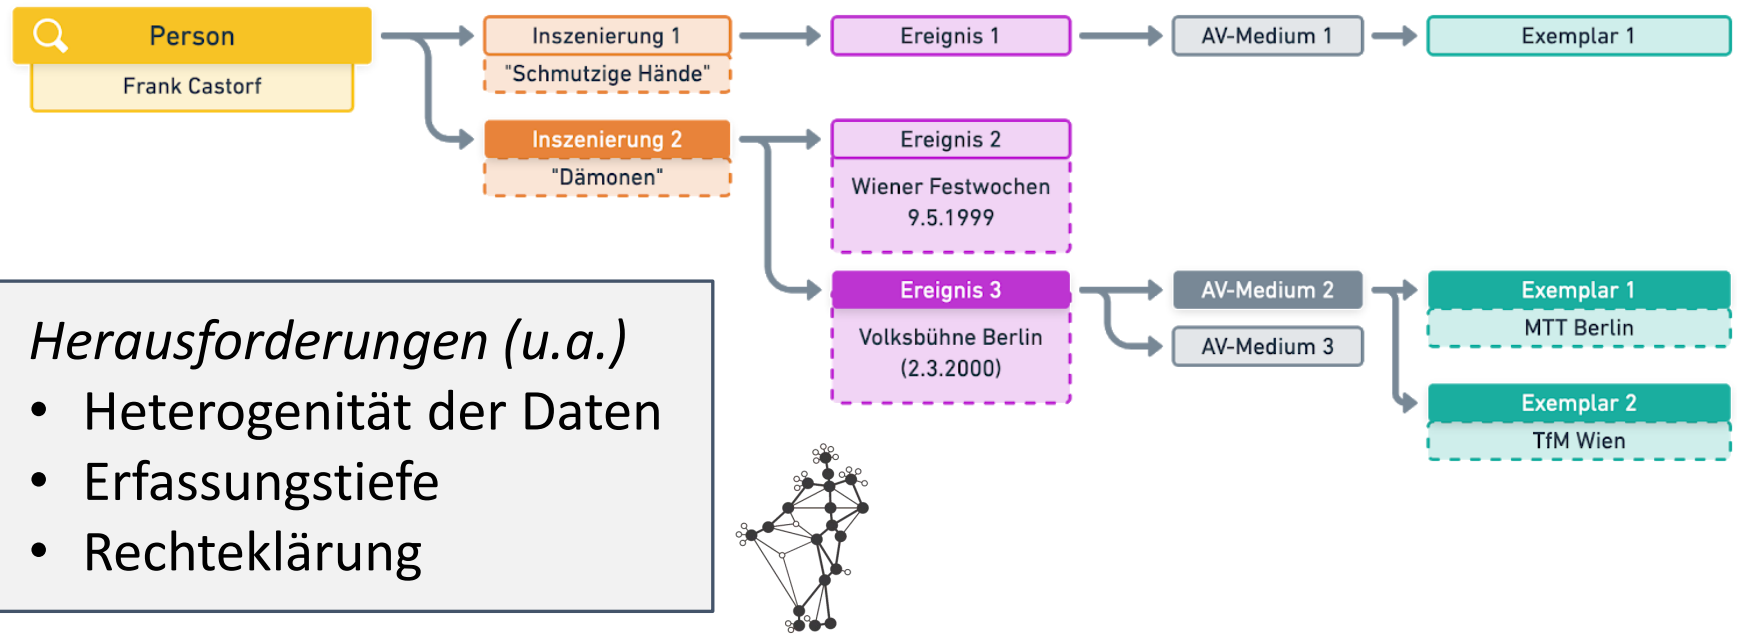 Person
Frank Castorf
Inszenierung 1
"Schmutzige Hände"
Ereignis 1
AV-Medium 1
Exemplar 1
Inszenierung 2
"Dämonen"
Ereignis 2
Wiener Festwochen
9.5.1999
Ereignis 3
Volksbühne Berlin
(2.3.2000)
AV-Medium 2
AV-Medium 3
Exemplar 1
MTT Berlin
Exemplar 2
TfM Wien
Herausforderungen (u.a.)
• Heterogenität der Daten
• Erfassungstiefe
• Rechteklärung